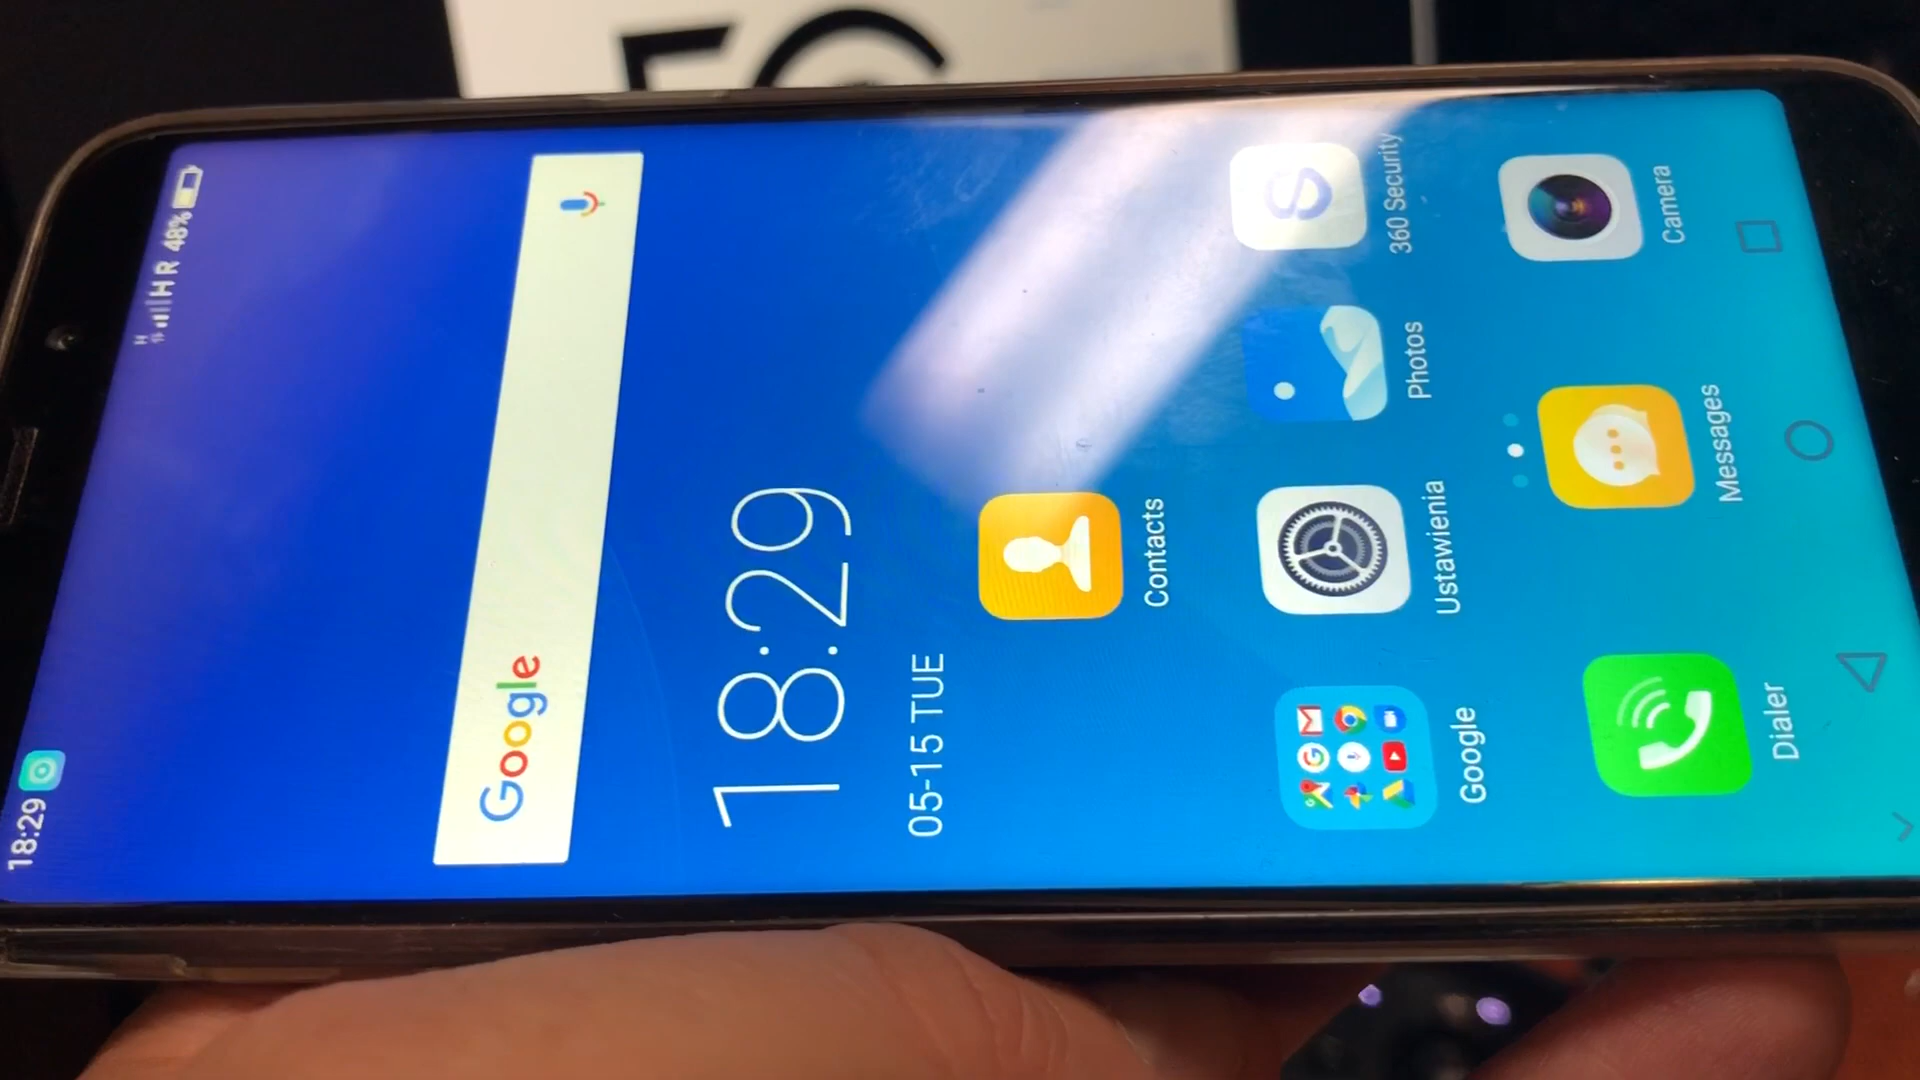 18:29
H
H R 48%
Google
18:29
05-15 TUE
Contacts
Google
Ustawienia
Photos
360 Security
Dialer
Messages
Camera